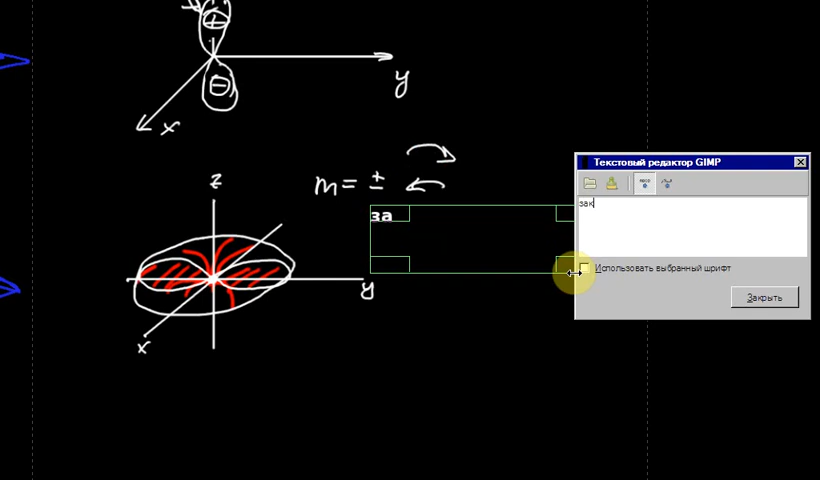 +
y
−
x
z
m = ±
за
y
x
Текстовый редактор GIMP
зак
Использовать выбранный шрифт
Закрыть